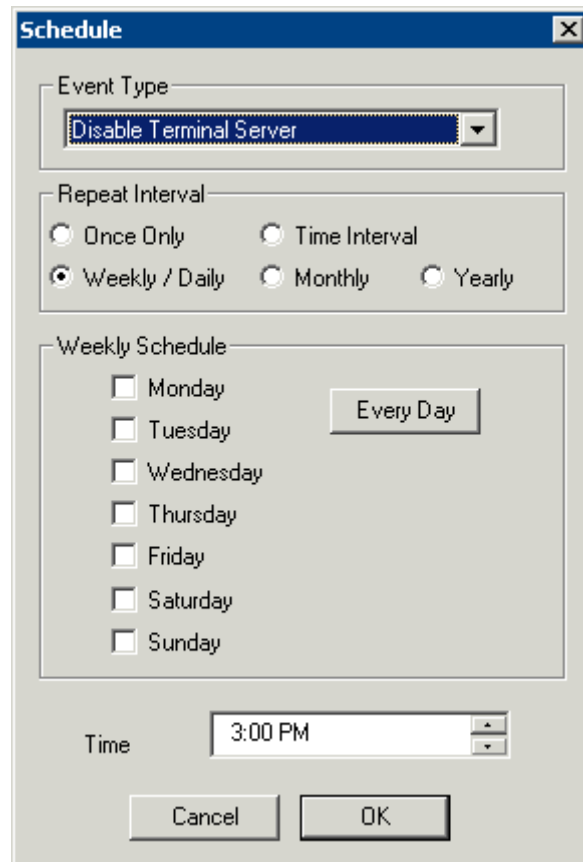 Schedule
Event Type
Disable Terminal Server
Repeat Interval
Once Only Time Interval
Weekly / Daily Monthly Yearly
Weekly Schedule
Monday
Every Day
Tuesday
Wednesday
Thursday
Friday
Saturday
Sunday
Time 3:00 PM
Cancel OK